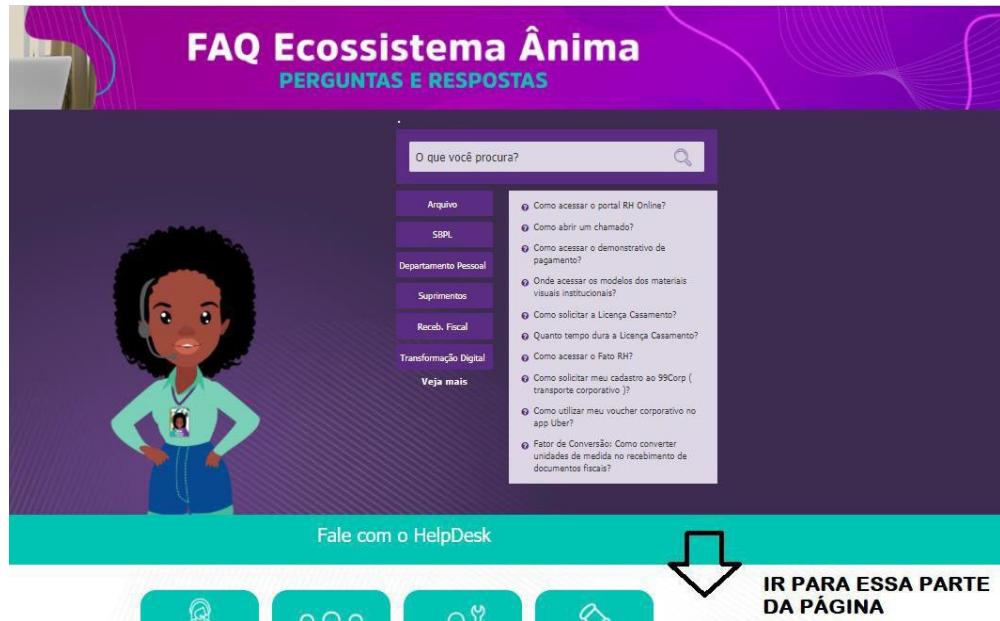 FAQ Ecossistema Ânima
PERGUNTAS E RESPOSTAS
.
O que você procura?
Arquivo
SBPL
Departamento Pessoal
Suprimentos
Receb. Fiscal
Transformação Digital
Veja mais
Como acessar o portal RH Online?
Como abrir um chamado?
Como acessar o demonstrativo de
pagamento?
Onde acessar os modelos dos materiais
visuais institucionais?
Como solicitar a Licença Casamento?
Quanto tempo dura a Licença Casamento?
Como acessar o Fato RH?
Como solicitar meu cadastro ao 99Corp (
transporte corporativo )?
Como utilizar meu voucher corporativo no
app Uber?
Fator de Conversão: Como converter
unidades de medida no recebimento de
documentos fiscais?
Fale com o HelpDesk
IR PARA ESSA PARTE
DA PÁGINA